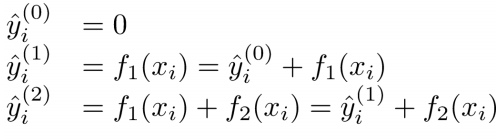 ŷ_i^(0) = 0
ŷ_i^(1) = f_1(x_i) = ŷ_i^(0) + f_1(x_i)
ŷ_i^(2) = f_1(x_i) + f_2(x_i) = ŷ_i^(1) + f_2(x_i)